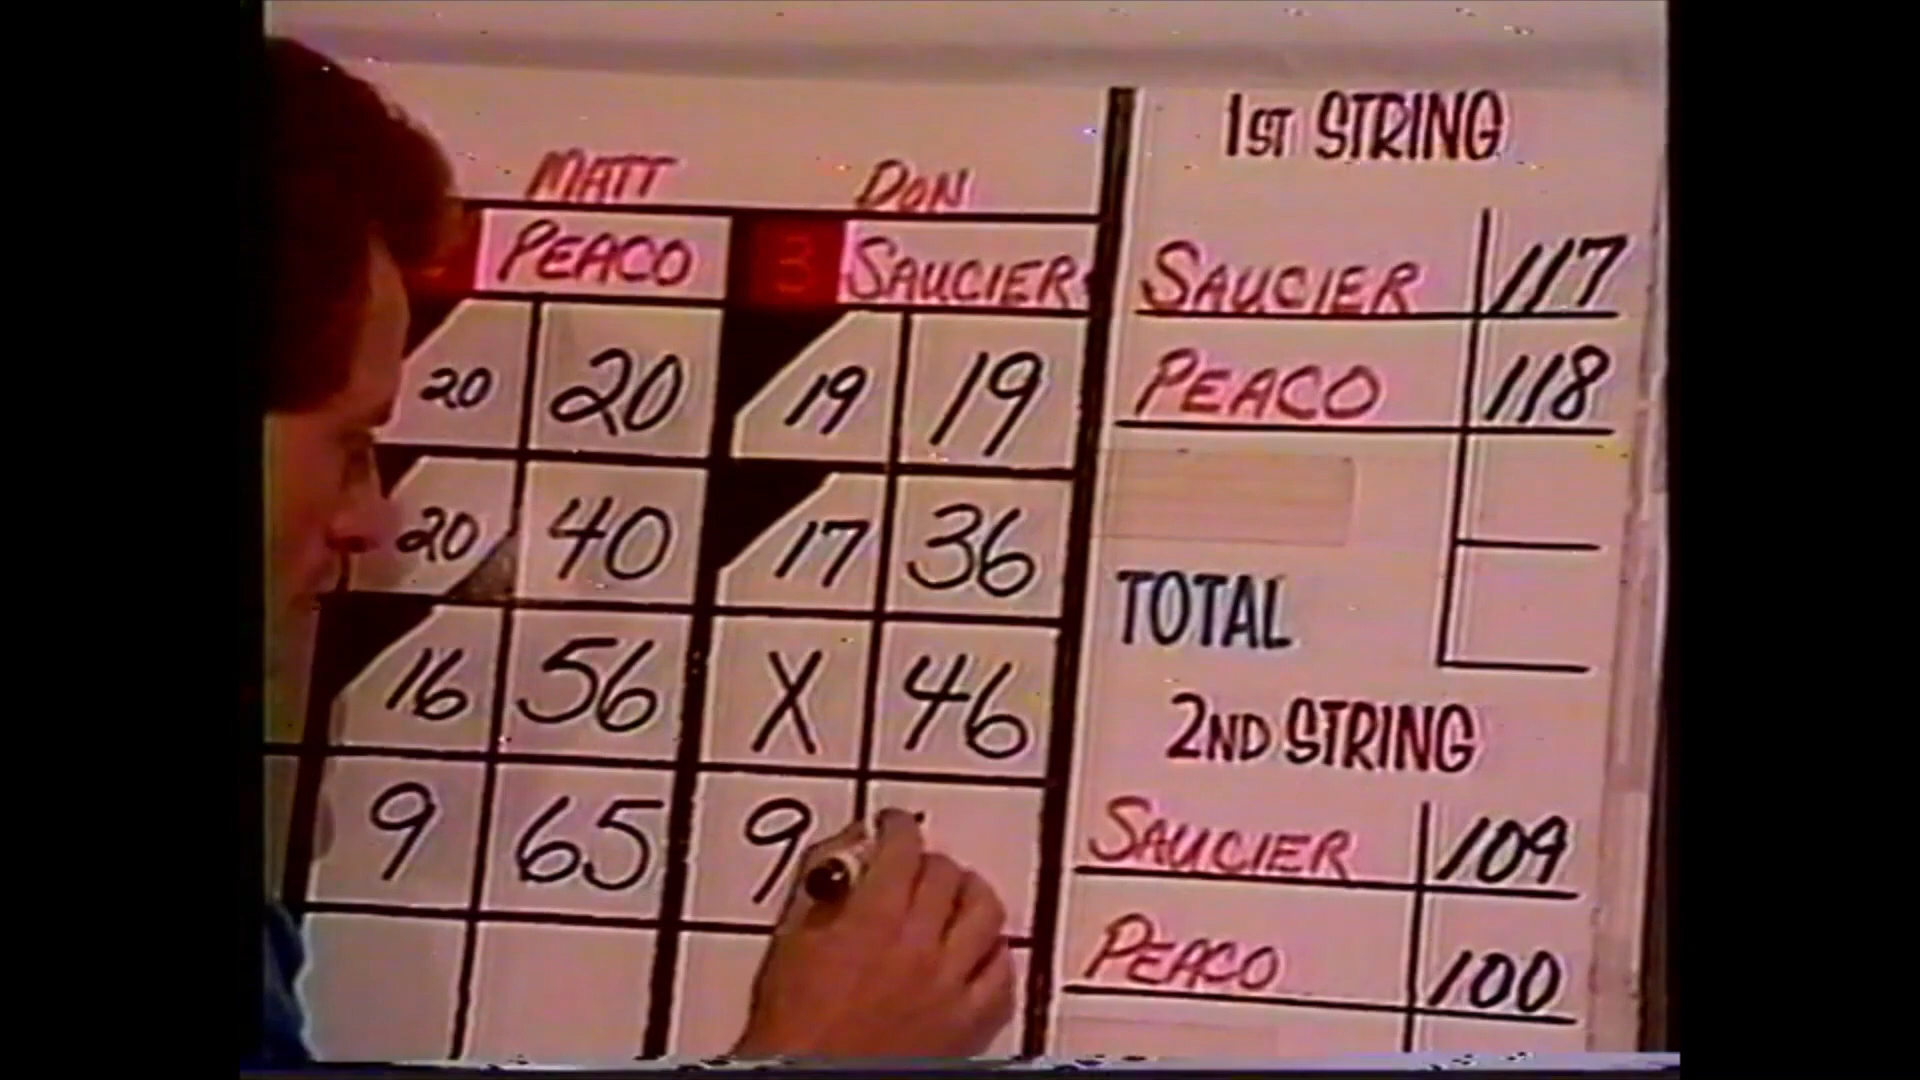 MATT DON
PEACO 3 SAUCIER
20 20 19 19
20 40 17 36
16 56 X 46
9 65 9
1ST STRING
SAUCIER 117
PEACO 118
TOTAL
2ND STRING
SAUCIER 109
PEACO 100